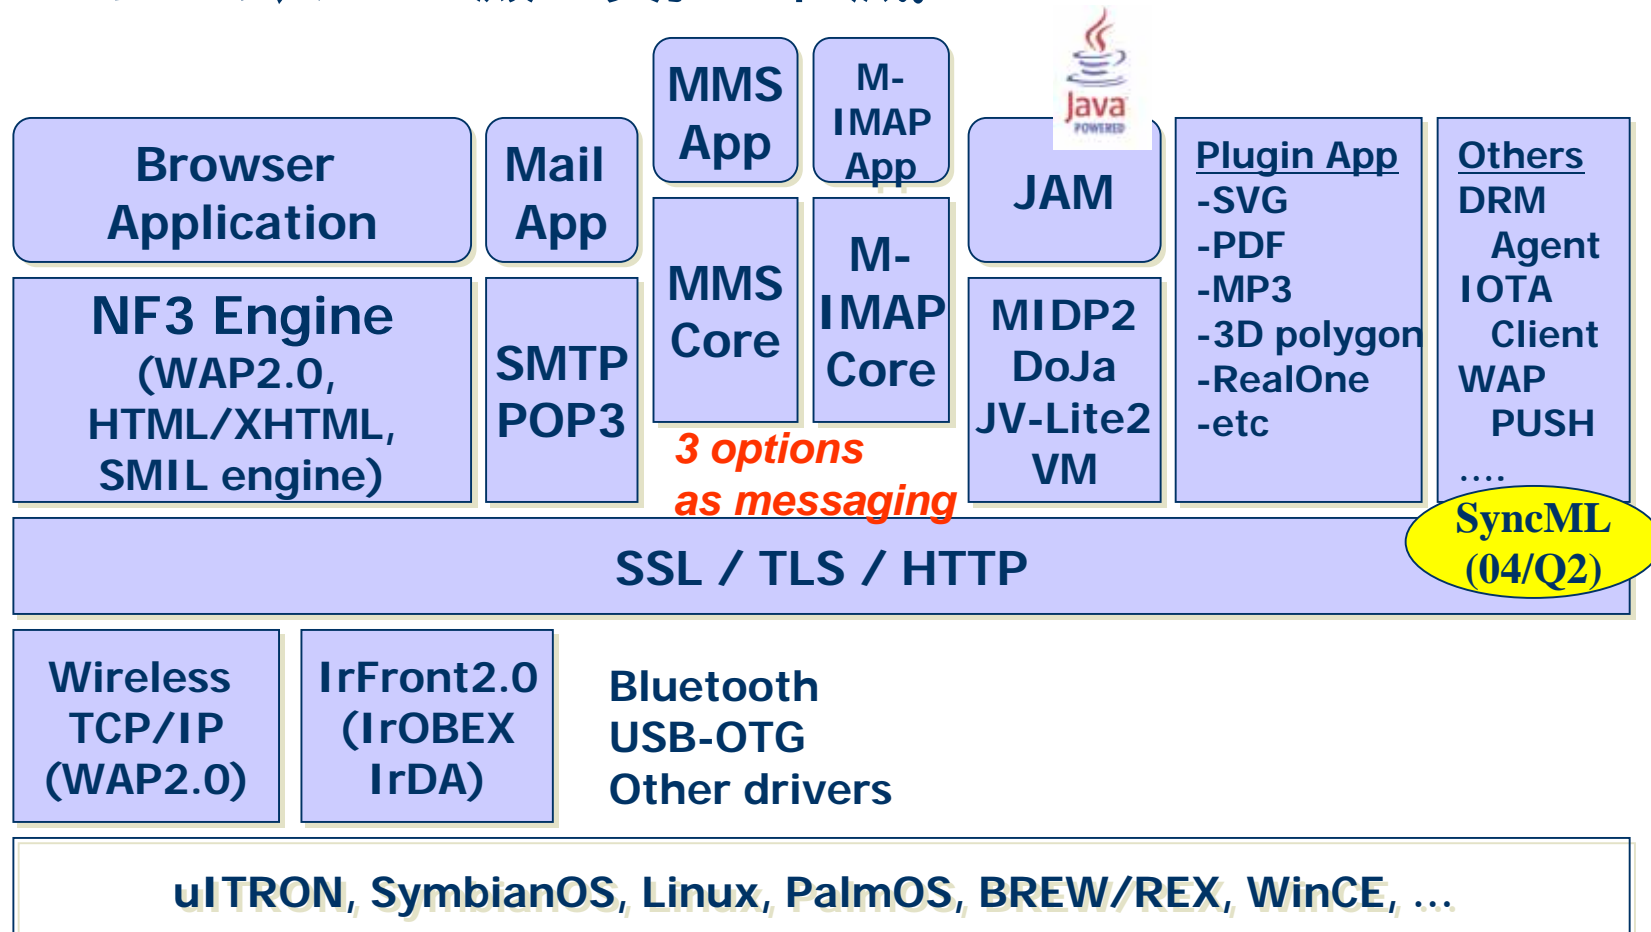 MMS
App
M-
IMAP
App
Java
POWERED
Browser
Application
Mail
App
JAM
Plugin App
-SVG
-PDF
-MP3
-3D polygon
-RealOne
-etc
Others
DRM
Agent
IOTA
Client
WAP
PUSH
....
NF3 Engine
(WAP2.0,
HTML/XHTML,
SMIL engine)
SMTP
POP3
MMS
Core
M-
IMAP
Core
MIDP2
DoJa
JV-Lite2
VM
3 options
as messaging
SyncML
(04/Q2)
SSL / TLS / HTTP
Wireless
TCP/IP
(WAP2.0)
IrFront2.0
(IrOBEX
IrDA)
Bluetooth
USB-OTG
Other drivers
uITRON, SymbianOS, Linux, PalmOS, BREW/REX, WinCE, ...